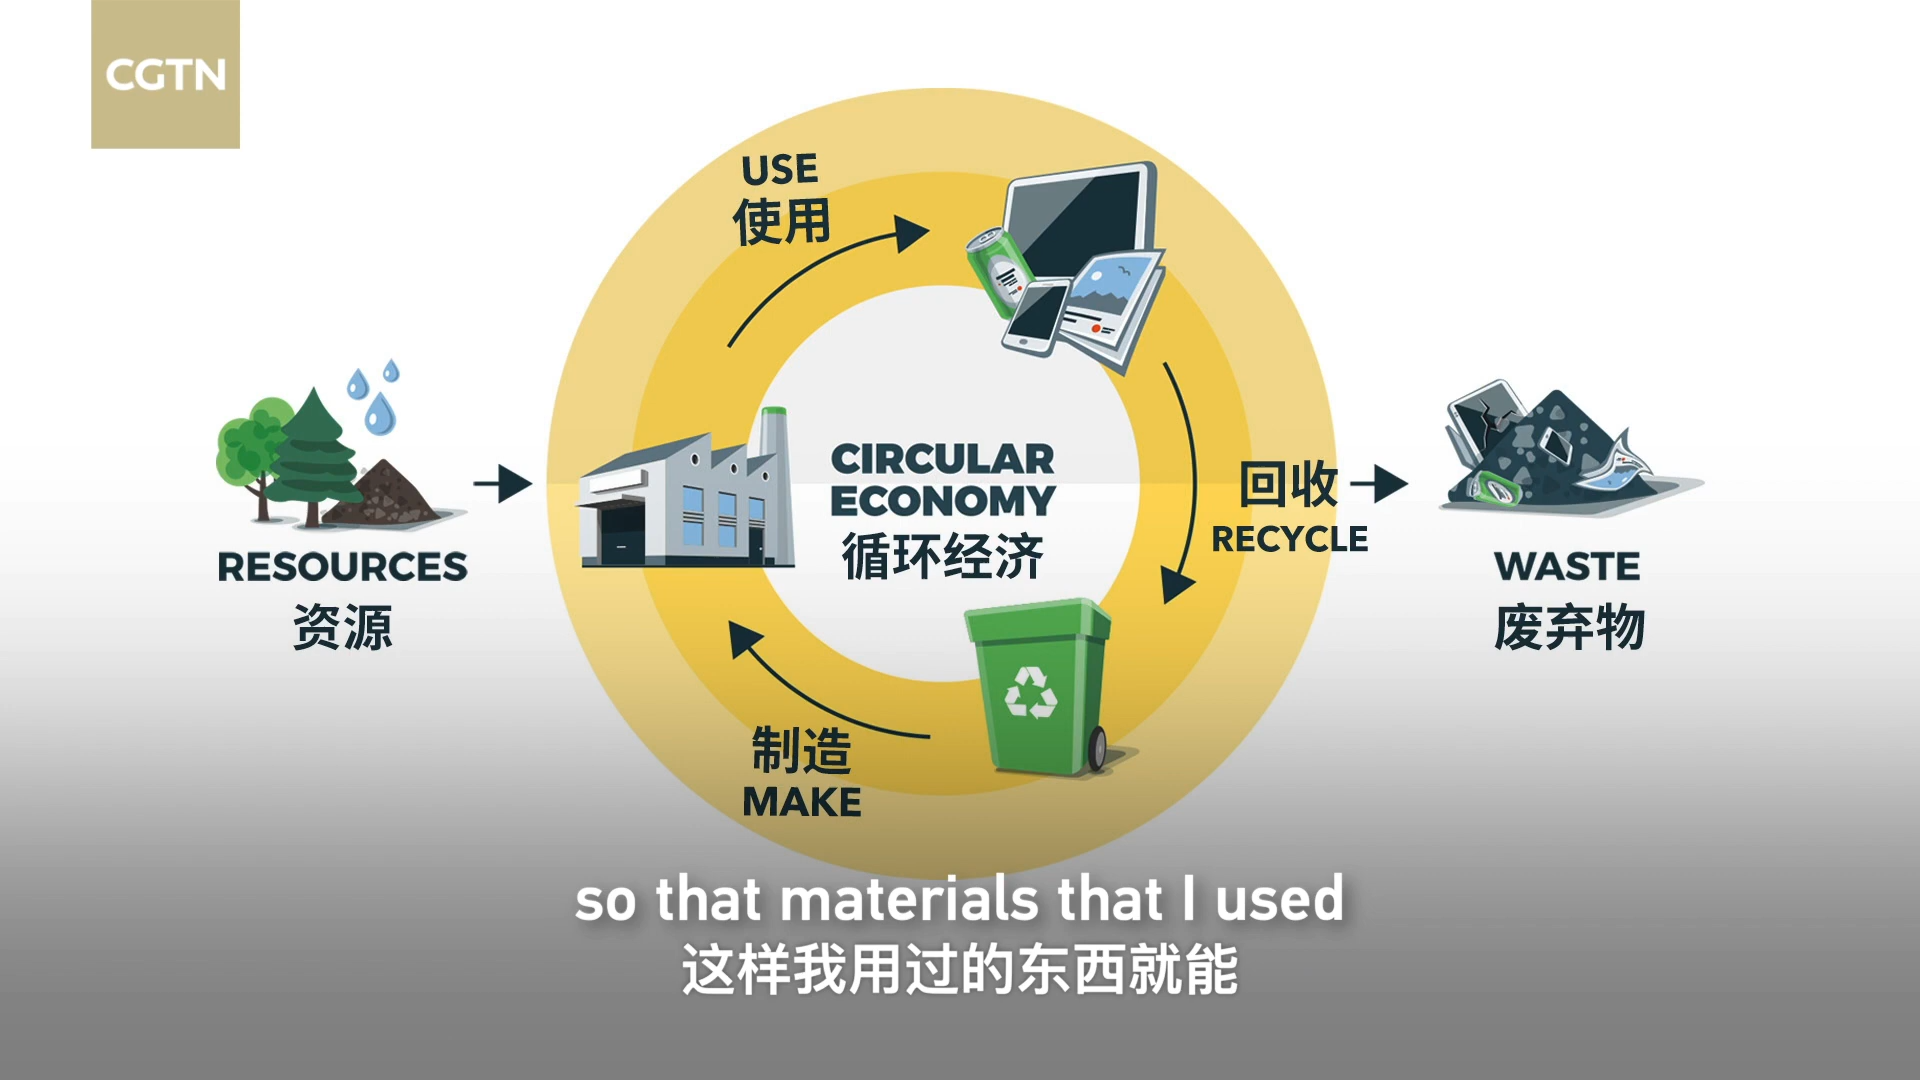 CGTN
USE
使用
RESOURCES
资源
CIRCULAR
ECONOMY
循环经济
回收
RECYCLE
WASTE
废弃物
制造
MAKE
so that materials that I used
这样我用过的东西就能